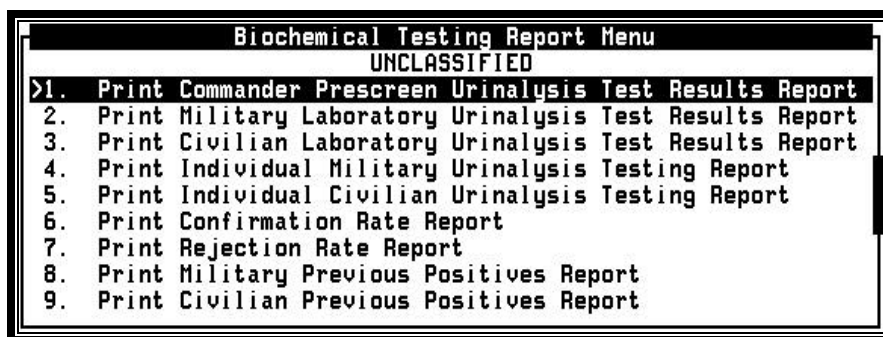 Biochemical Testing Report Menu
UNCLASSIFIED
>1. Print Commander Prescreen Urinalysis Test Results Report
2. Print Military Laboratory Urinalysis Test Results Report
3. Print Civilian Laboratory Urinalysis Test Results Report
4. Print Individual Military Urinalysis Testing Report
5. Print Individual Civilian Urinalysis Testing Report
6. Print Confirmation Rate Report
7. Print Rejection Rate Report
8. Print Military Previous Positives Report
9. Print Civilian Previous Positives Report